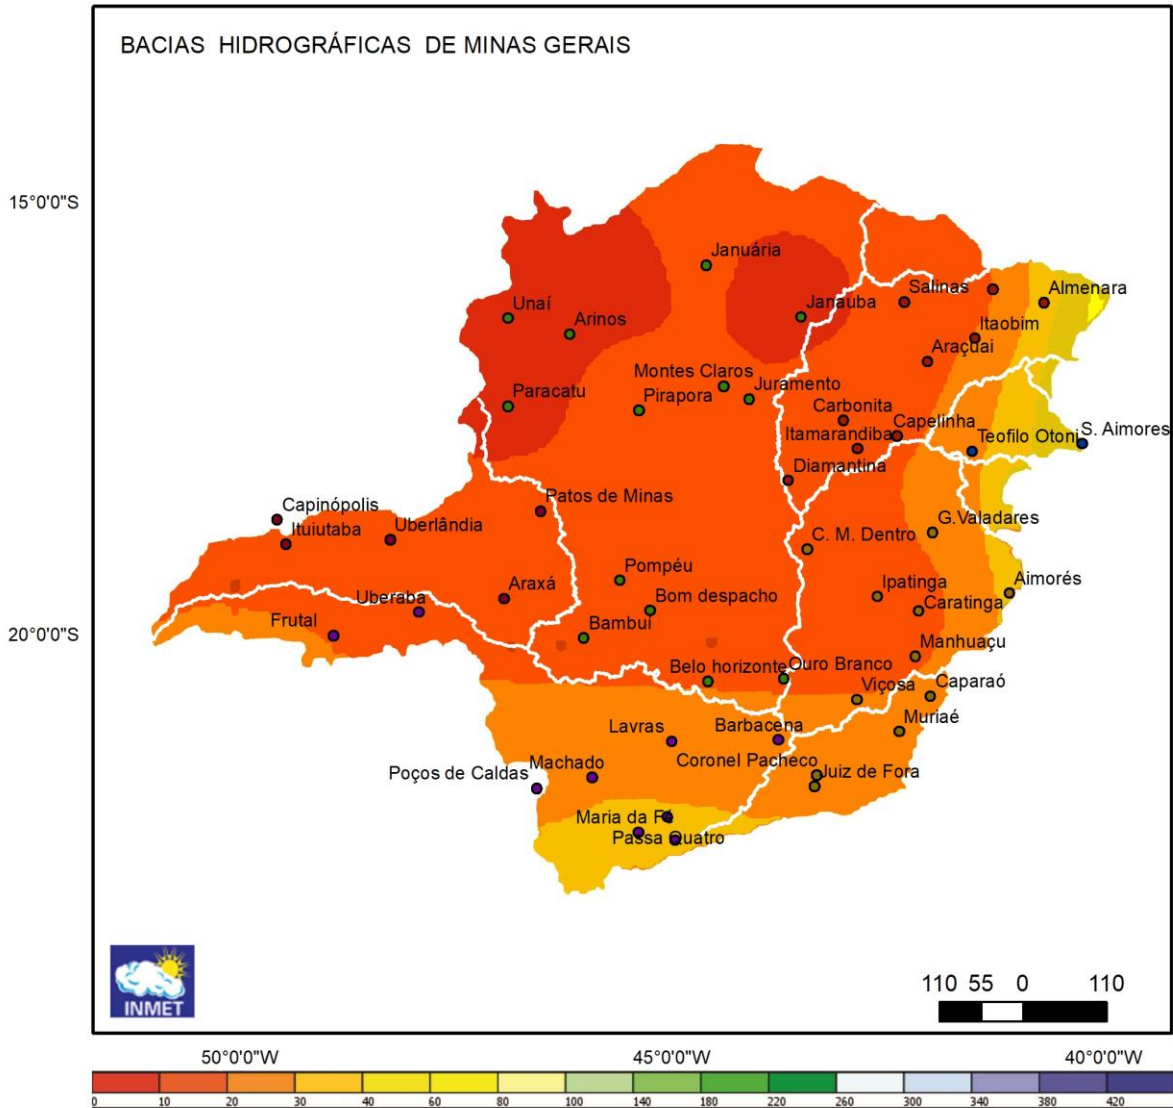 BACIAS HIDROGRÁFICAS DE MINAS GERAIS
15°0'0"S
Januária
Salinas
Almenara
Unaí
Janauba
Arinos
Itaobim
Araçuai
Montes Claros
Juramento
Paracatu
Pirapora
Carbonita
Capelinha
Itamarandiba
Teofilo Otoni
S. Aimores
Diamantina
Patos de Minas
Capinópolis
Ituiutaba
Uberlândia
G.Valadares
C. M. Dentro
Pompéu
Aimorés
Araxá
Ipatinga
Uberaba
Bom despacho
Caratinga
Frutal
20°0'0"S
Bambuí
Manhuaçu
Belo horizonte
Ouro Branco
Viçosa
Caparaó
Lavras
Barbacena
Muriaé
Coronel Pacheco
Machado
Poços de Caldas
Juiz de Fora
Maria da Fé
Passa Quatro
INMET
110 55 0 110
50°0'0"W 45°0'0"W 40°0'0"W
0 10 20 30 40 60 80 100 140 180 220 260 300 340 380 420